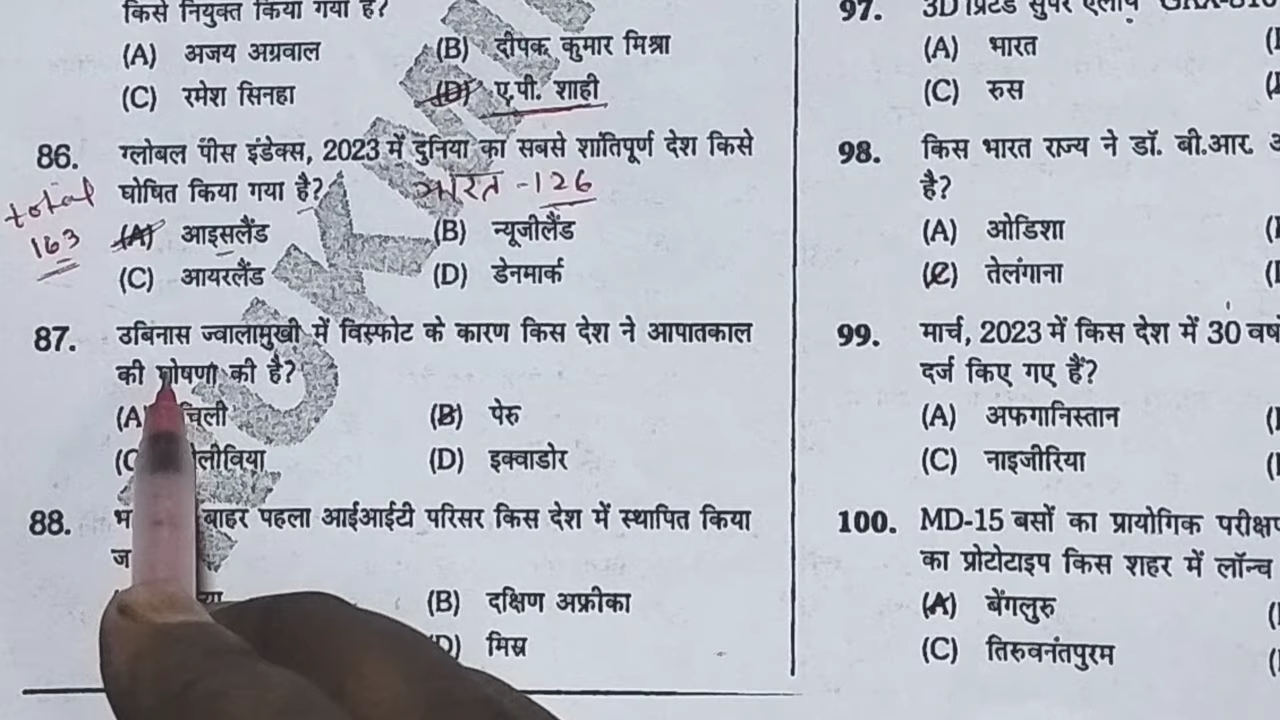 किसे नियुक्त किया गया है?
(A) अजय अग्रवाल (B) दीपक कुमार मिश्रा
(C) रमेश सिनहा (D) ए.पी. शाही
86. ग्लोबल पीस इंडेक्स, 2023 में दुनिया का सबसे शांतिपूर्ण देश किसे
घोषित किया गया है? भारत - 126
total
163
(A) आइसलैंड (B) न्यूजीलैंड
(C) आयरलैंड (D) डेनमार्क
87. उबिनास ज्वालामुखी में विस्फोट के कारण किस देश ने आपातकाल
की घोषणा की है?
(A) चिली (B) पेरु
(D) इक्वाडोर
88. बाहर पहला आईआईटी परिसर किस देश में स्थापित किया
(B) दक्षिण अफ्रीका
मिस्र
97. 3D प्रिंटेड सुपर एलॉय
(A) भारत
(C) रुस
98. किस भारत राज्य ने डॉ. बी.आर.
है?
(A) ओडिशा
(C) तेलंगाना
99. मार्च, 2023 में किस देश में 30 वर्ष
दर्ज किए गए हैं?
(A) अफगानिस्तान
(C) नाइजीरिया
100. MD-15 बसों का प्रायोगिक
का प्रोटोटाइप किस शहर में लॉन्च
(A) बेंगलुरु
(C) तिरुवनंतपुरम